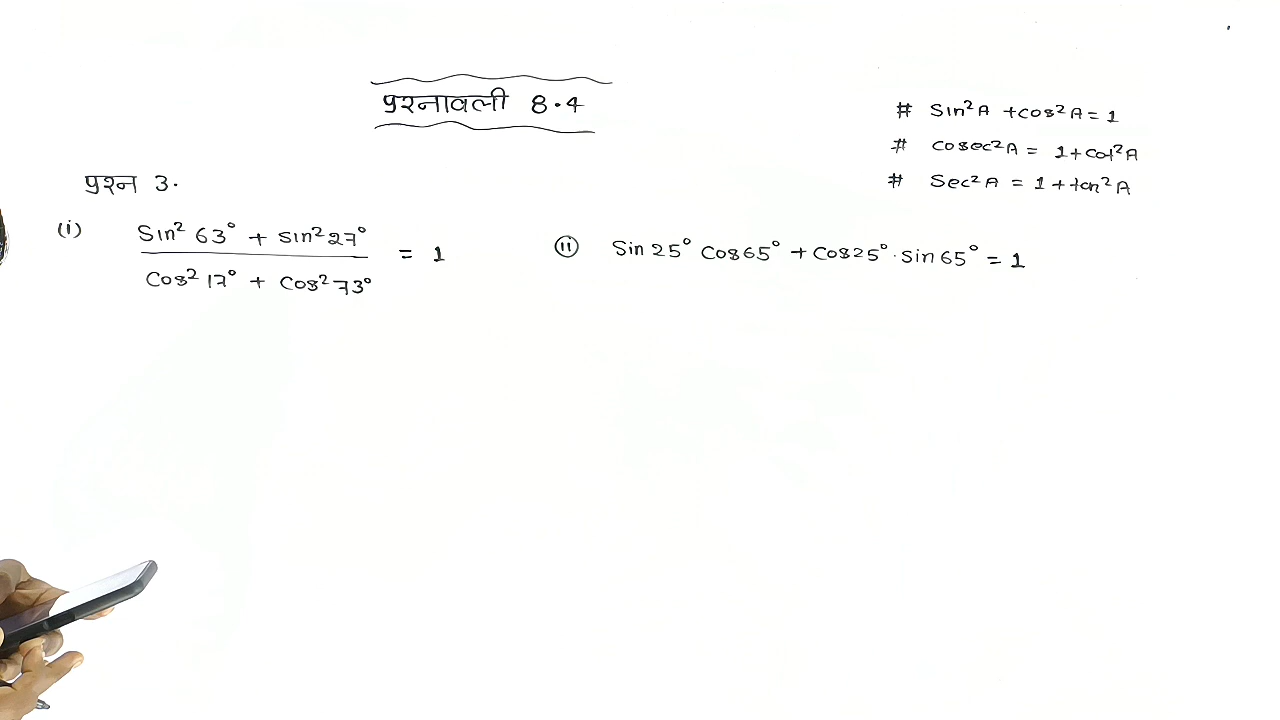 प्रश्नावली 8.4
# Sin²A + cos²A = 1
# cosec²A = 1 + cot²A
# Sec²A = 1 + tan²A
प्रश्न 3.
(i) Sin² 63° + sin² 27° / Cos² 17° + Cos² 73° = 1
(ii) Sin 25° Cos 65° + Cos 25° . sin 65° = 1